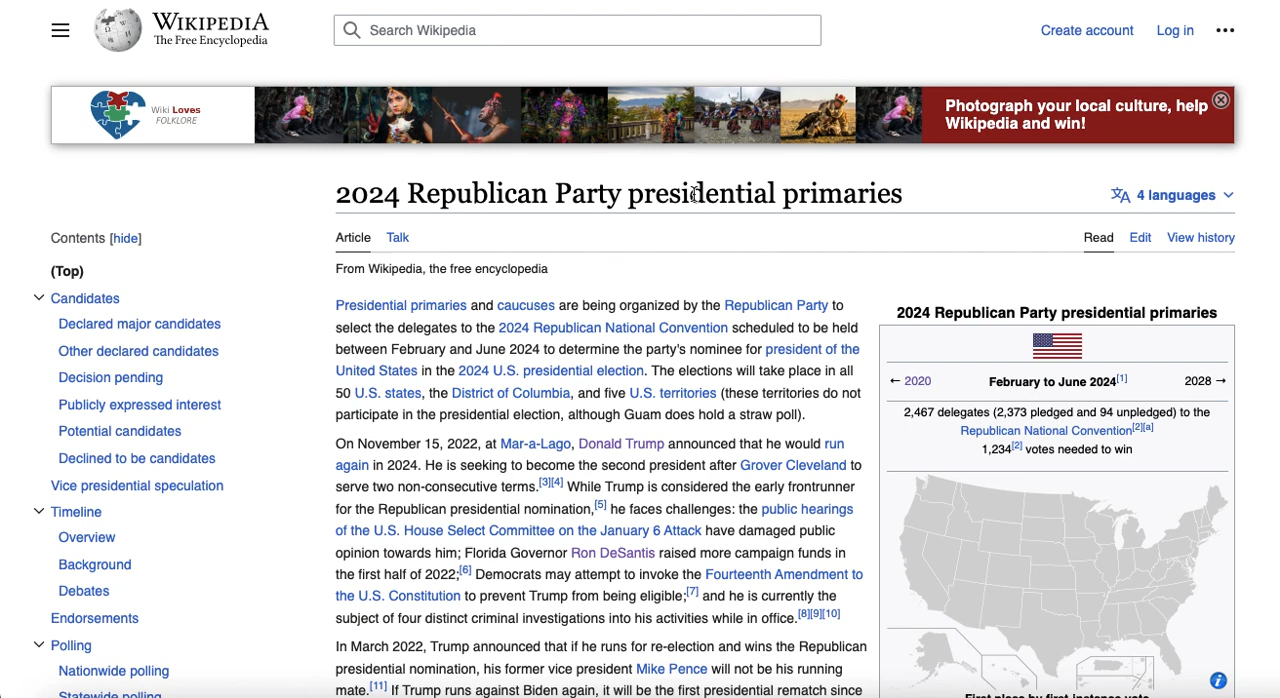 WIKIPEDIA
The Free Encyclopedia
Search Wikipedia
Create account
Log in
Wiki Loves
FOLKLORE
Photograph your local culture, help
Wikipedia and win!
2024 Republican Party presidential primaries
4 languages
Contents [hide]
(Top)
Candidates
Declared major candidates
Other declared candidates
Decision pending
Publicly expressed interest
Potential candidates
Declined to be candidates
Vice presidential speculation
Timeline
Overview
Background
Debates
Endorsements
Polling
Nationwide polling
Statewide polling
Article Talk
Read Edit View history
From Wikipedia, the free encyclopedia
Presidential primaries and caucuses are being organized by the Republican Party to
select the delegates to the 2024 Republican National Convention scheduled to be held
between February and June 2024 to determine the party's nominee for president of the
United States in the 2024 U.S. presidential election. The elections will take place in all
50 U.S. states, the District of Columbia, and five U.S. territories (these territories do not
participate in the presidential election, although Guam does hold a straw poll).
On November 15, 2022, at Mar-a-Lago, Donald Trump announced that he would run
again in 2024. He is seeking to become the second president after Grover Cleveland to
serve two non-consecutive terms.[3][4] While Trump is considered the early frontrunner
for the Republican presidential nomination,[5] he faces challenges: the public hearings
of the U.S. House Select Committee on the January 6 Attack have damaged public
opinion towards him; Florida Governor Ron DeSantis raised more campaign funds in
the first half of 2022;[6] Democrats may attempt to invoke the Fourteenth Amendment to
the U.S. Constitution to prevent Trump from being eligible;[7] and he is currently the
subject of four distinct criminal investigations into his activities while in office.[8][9][10]
In March 2022, Trump announced that if he runs for re-election and wins the Republican
presidential nomination, his former vice president Mike Pence will not be his running
mate.[11] If Trump runs against Biden again, it will be the first presidential rematch since
2024 Republican Party presidential primaries
← 2020 February to June 2024[1] 2028 →
2,467 delegates (2,373 pledged and 94 unpledged) to the
Republican National Convention[2][a]
1,234[2] votes needed to win
First place by first-instance vote